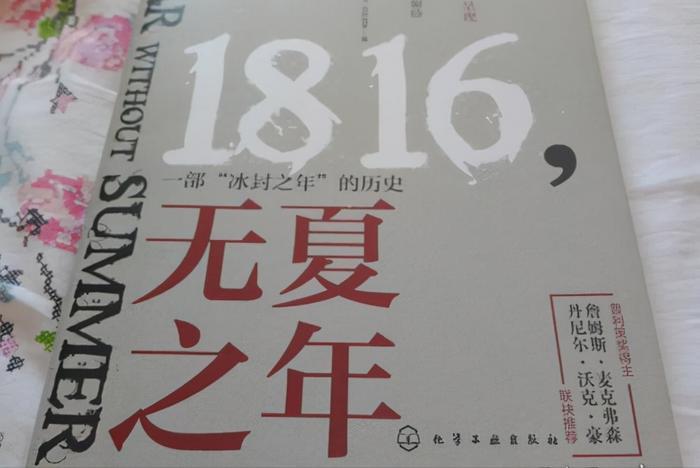 WITHOUT SUMMER
1816,
一部“冰封之年”的历史
无夏
之年
普利策奖得主
詹姆斯·麦克弗森
丹尼尔·沃克·豪
联袂推荐
化学工业出版社